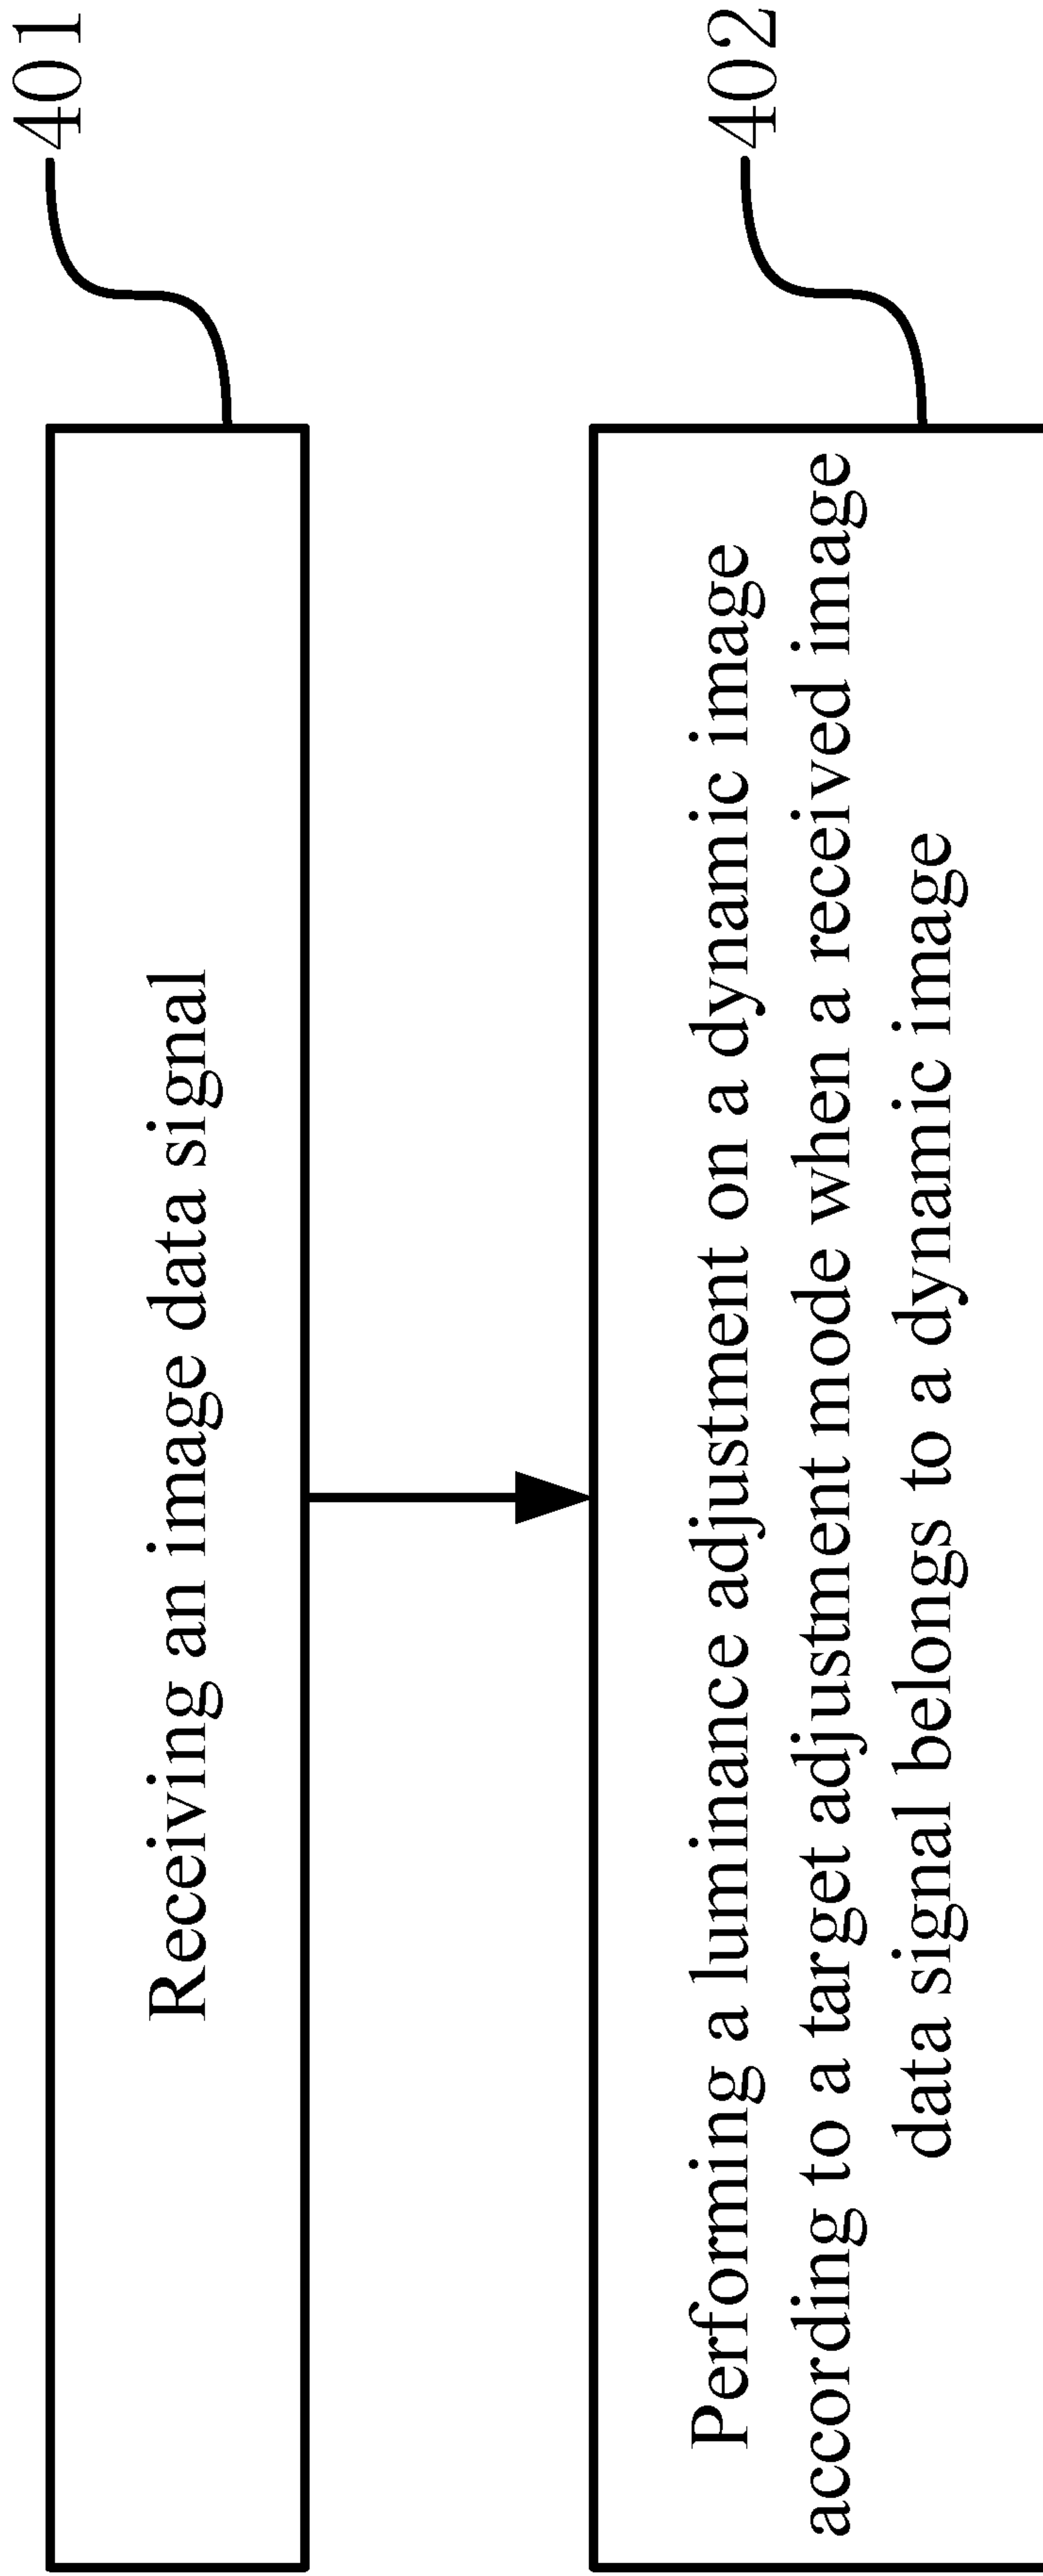 401
Receiving an image data signal
402
Performing a luminance adjustment on a dynamic image
according to a target adjustment mode when a received image
data signal belongs to a dynamic image